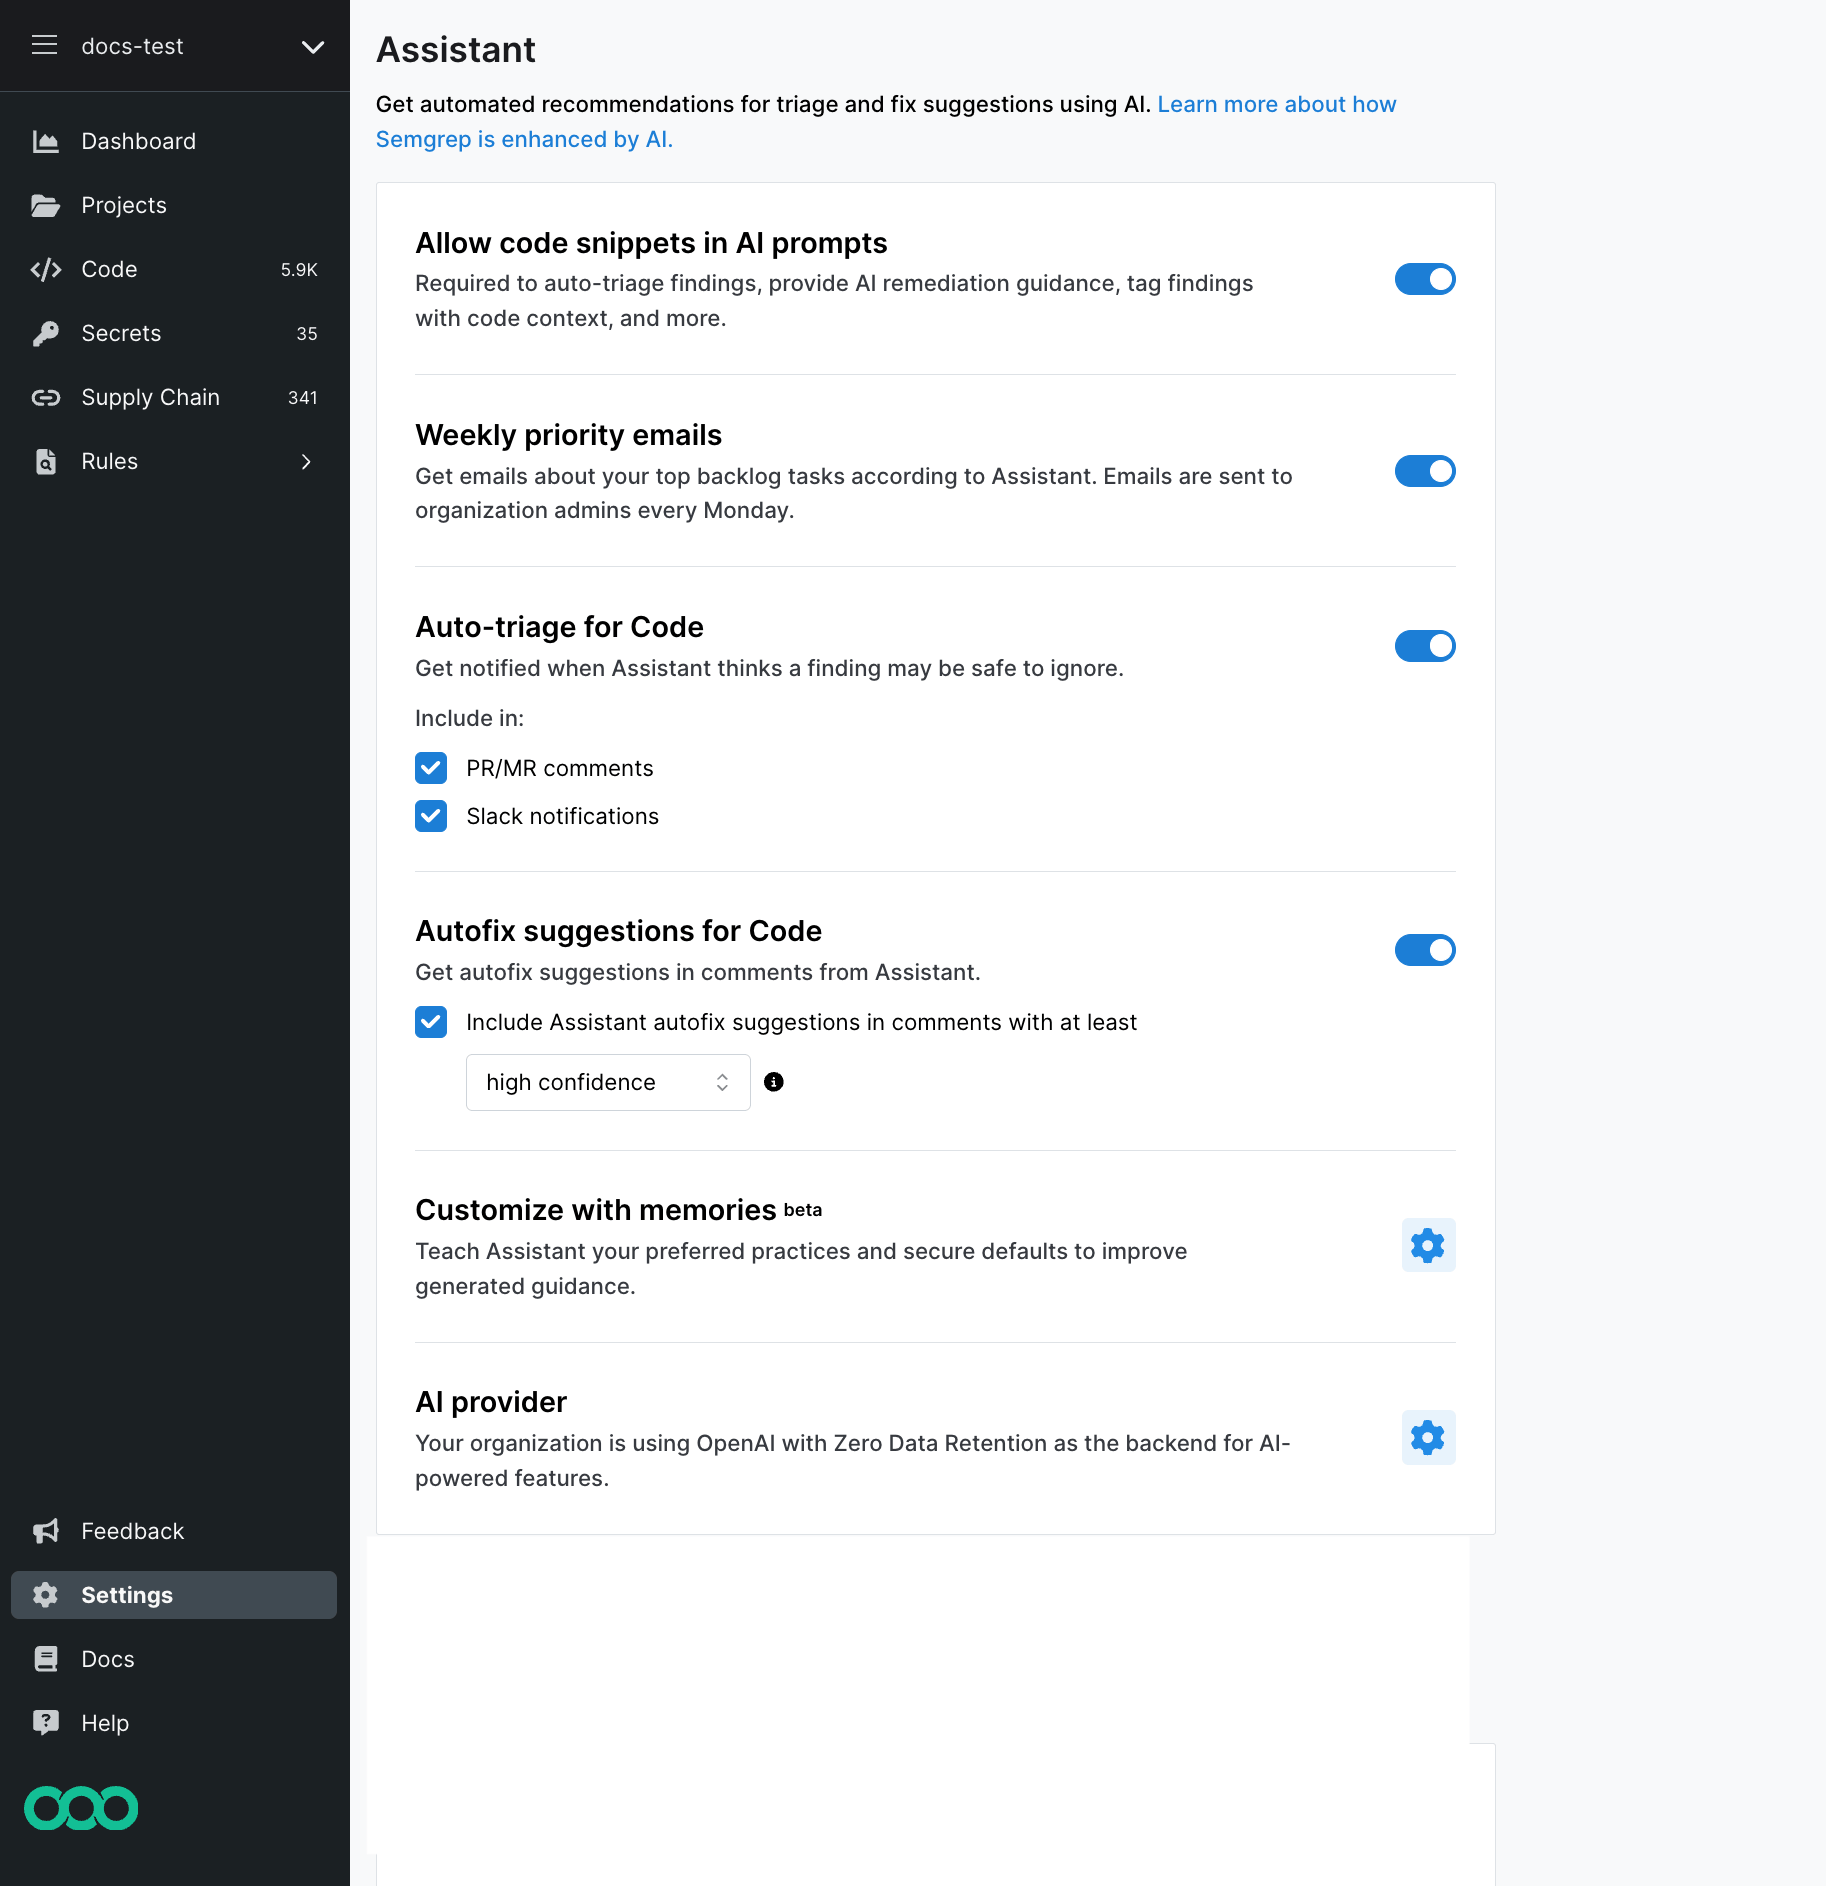 docs-test
Dashboard
Projects
Code 5.9K
Secrets 35
Supply Chain 341
Rules
Feedback
Settings
Docs
Help
Assistant
Get automated recommendations for triage and fix suggestions using AI. Learn more about how
Semgrep is enhanced by AI.
Allow code snippets in AI prompts
Required to auto-triage findings, provide AI remediation guidance, tag findings
with code context, and more.
Weekly priority emails
Get emails about your top backlog tasks according to Assistant. Emails are sent to
organization admins every Monday.
Auto-triage for Code
Get notified when Assistant thinks a finding may be safe to ignore.
Include in:
PR/MR comments
Slack notifications
Autofix suggestions for Code
Get autofix suggestions in comments from Assistant.
Include Assistant autofix suggestions in comments with at least
high confidence
Customize with memories beta
Teach Assistant your preferred practices and secure defaults to improve
generated guidance.
AI provider
Your organization is using OpenAI with Zero Data Retention as the backend for AI-
powered features.